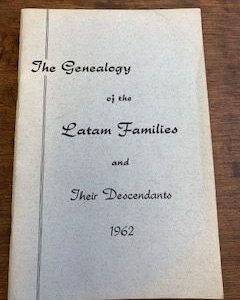 The Genealogy
of the
Latam Families
and
Their Descendants
1962